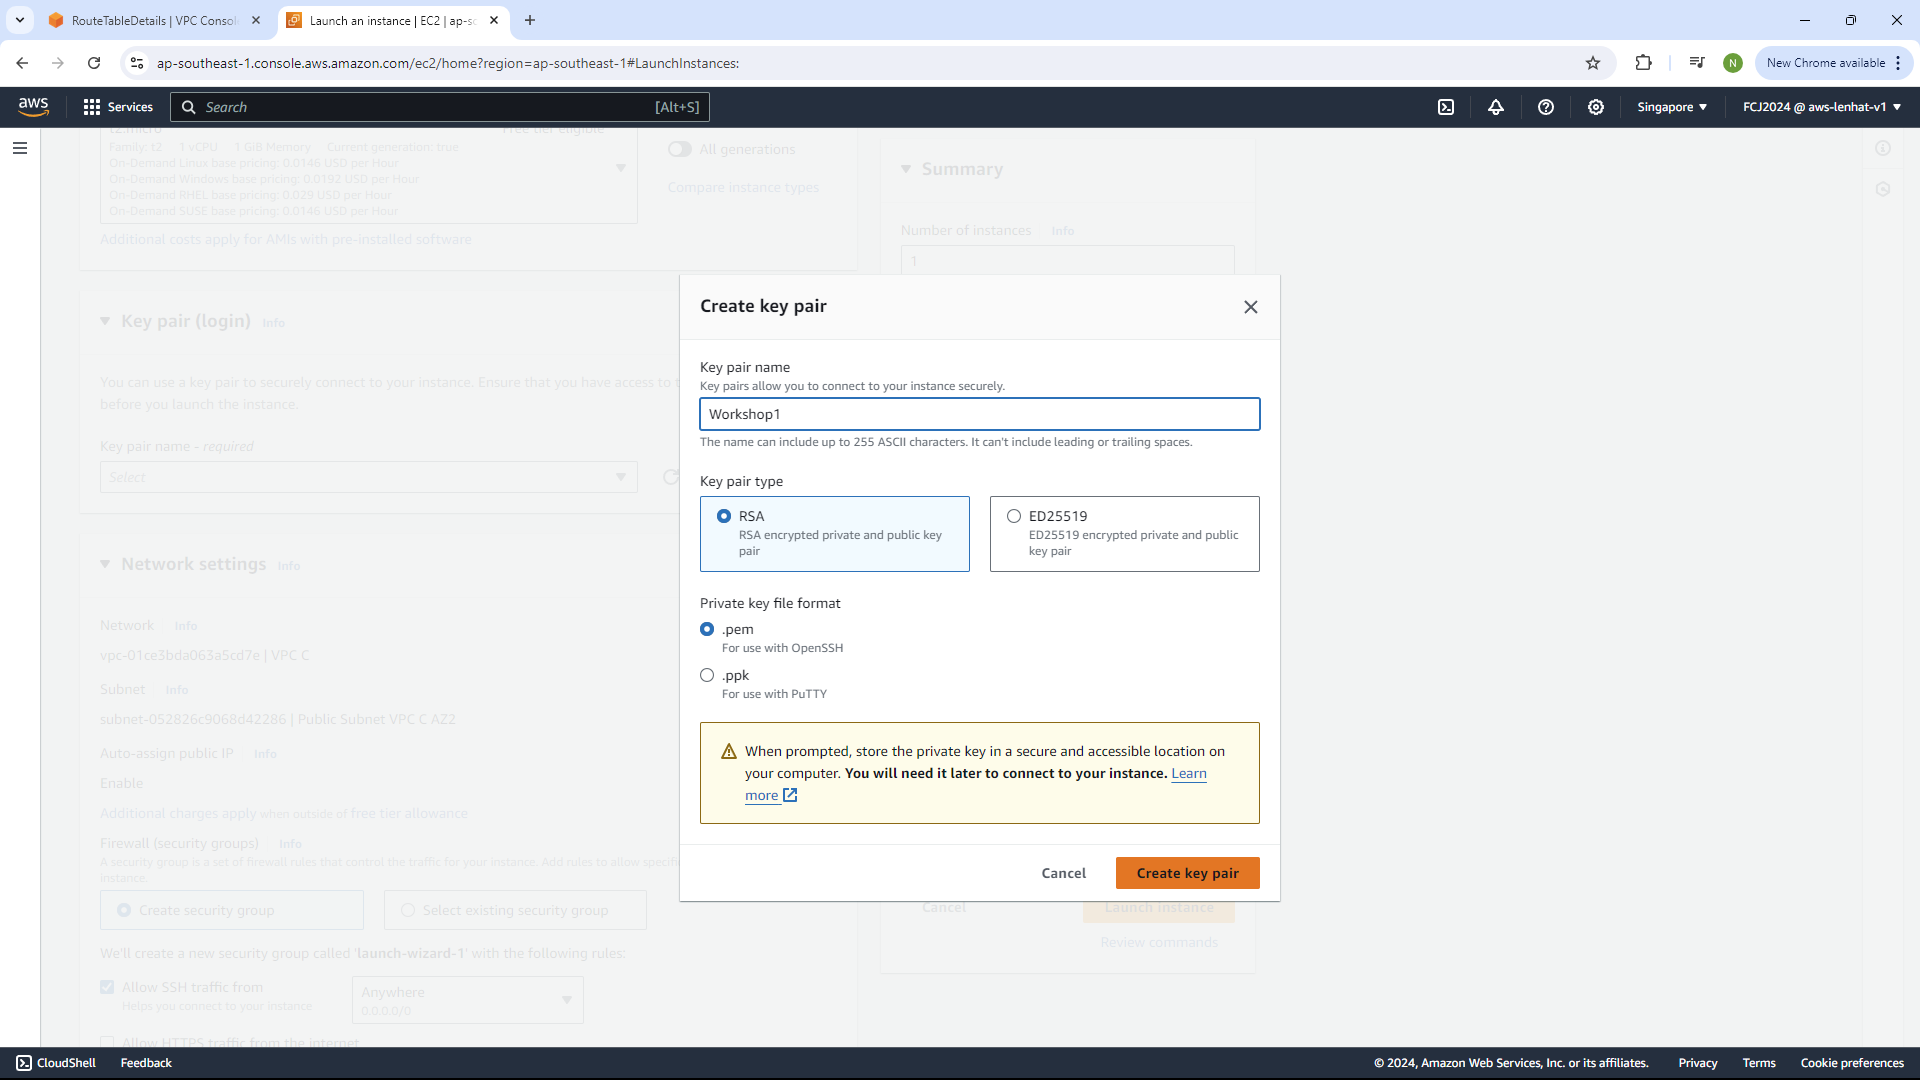 RouteTableDetails | VPC Consol
Launch an instance | EC2 | ap-so
ap-southeast-1.console.aws.amazon.com/ec2/home?region=ap-southeast-1#LaunchInstances:
N
New Chrome available
aws
Services
Search
[Alt+S]
Singapore
FCJ2024 @ aws-lenhat-v1
t2.micro
Free tier eligible
Family: t2 1 vCPU 1 GiB Memory Current generation: true
On-Demand Linux base pricing: 0.0146 USD per Hour
On-Demand Windows base pricing: 0.0192 USD per Hour
On-Demand RHEL base pricing: 0.029 USD per Hour
On-Demand SUSE base pricing: 0.0146 USD per Hour
All generations
Compare instance types
Additional costs apply for AMIs with pre-installed software
Summary
Number of instances Info
1
Key pair (login) Info
You can use a key pair to securely connect to your instance. Ensure that you have access to t
before you launch the instance.
Key pair name - required
Select
Network settings Info
Network Info
vpc-01ce3bda063a5cd7e | VPC C
Subnet Info
subnet-052826c9068d42286 | Public Subnet VPC C AZ2
Auto-assign public IP Info
Enable
Additional charges apply when outside of free tier allowance
Firewall (security groups) Info
A security group is a set of firewall rules that control the traffic for your instance. Add rules to allow specifi
instance.
Create security group
Select existing security group
We'll create a new security group called 'launch-wizard-1' with the following rules:
Allow SSH traffic from
Helps you connect to your instance
Anywhere
0.0.0.0/0
Allow HTTPS traffic from the internet
Create key pair
Key pair name
Key pairs allow you to connect to your instance securely.
Workshop1
The name can include up to 255 ASCII characters. It can't include leading or trailing spaces.
Key pair type
RSA
RSA encrypted private and public key
pair
ED25519
ED25519 encrypted private and public
key pair
Private key file format
.pem
For use with OpenSSH
.ppk
For use with PuTTY
When prompted, store the private key in a secure and accessible location on
your computer. You will need it later to connect to your instance. Learn
more
Cancel
Create key pair
Cancel
Launch instance
Review commands
CloudShell
Feedback
© 2024, Amazon Web Services, Inc. or its affiliates.
Privacy
Terms
Cookie preferences